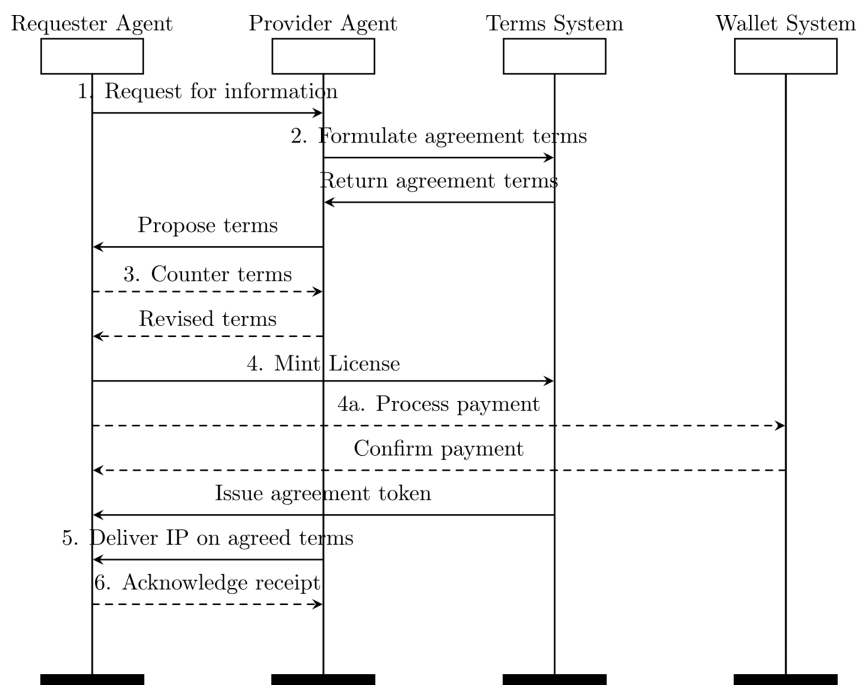 Requester Agent
Provider Agent
Terms System
Wallet System
1. Request for information
2. Formulate agreement terms
Return agreement terms
Propose terms
3. Counter terms
Revised terms
4. Mint License
4a. Process payment
Confirm payment
Issue agreement token
5. Deliver IP on agreed terms
6. Acknowledge receipt